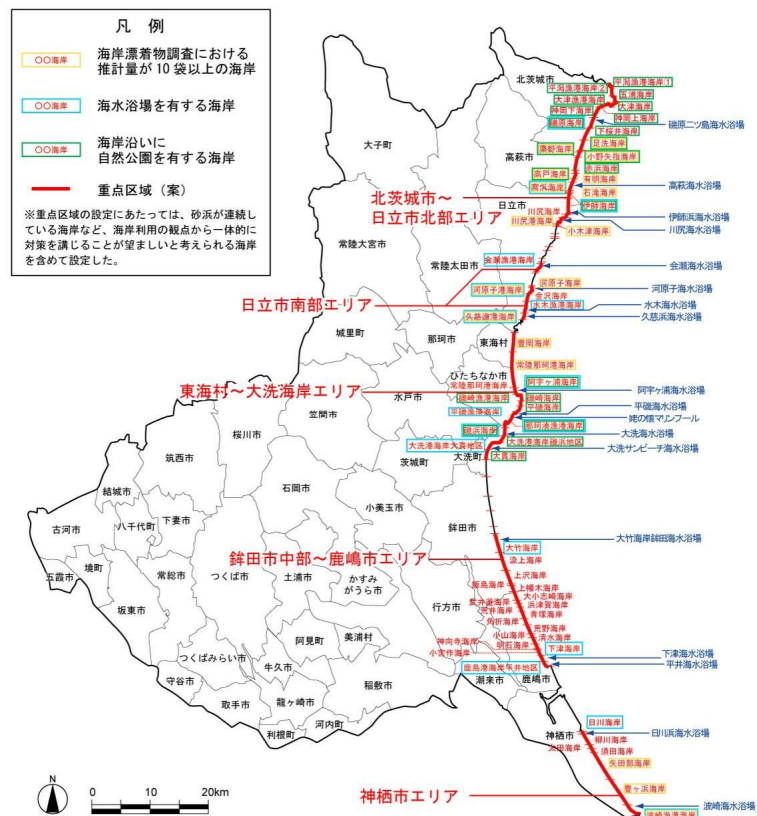 凡 例
〇〇海岸
海岸漂着物調査における
推計量が10袋以上の海岸
〇〇海岸
海水浴場を有する海岸
〇〇海岸
海岸沿いに
自然公園を有する海岸
重点区域（案）
※重点区域の設定にあたっては、砂浜が連続し
ている海岸など、海岸利用の観点から一体的に
対策を講じることが望ましいと考えられる海岸
を含めて設定した。
北茨城市
平潟漁港海岸①
平潟漁港海岸②
五浦海岸
大津漁港海岸
大津海岸
神岡下海岸
神岡上海岸
磯原海岸
磯原二ツ島海水浴場
下桜井海岸
大子町
足洗海岸
高萩市
小野矢指海岸
赤浜海岸
高戸海岸
有明海岸
高萩海水浴場
石滝海岸
北茨城市～
日立市北部エリア
日立市
伊師海岸
川尻海岸
伊師浜海水浴場
川尻港海岸
川尻海水浴場
小木津海岸
常陸大宮市
常陸太田市
会瀬漁港海岸
会瀬海水浴場
河原子海岸
河原子港海岸
河原子海水浴場
金沢海岸
日立市南部エリア
水木漁港海岸
水木海水浴場
久慈漁港海岸
久慈浜海水浴場
城里町
那珂市
東海村
豊岡海岸
常陸那珂港海岸
ひたちなか市
東海村～大洗海岸エリア
常陸那珂港海岸
阿字ヶ浦海岸
阿字ヶ浦海水浴場
水戸市
磯崎漁港海岸
磯崎海岸
笠間市
平磯海岸
平磯海水浴場
平磯漁港海岸
姥の懐マリンプール
那珂湊漁港海岸
磯浜海岸
大洗海水浴場
桜川市
大洗港海岸大貫地区
大洗港海岸磯浜地区
大洗サンビーチ海水浴場
茨城町
大洗町
大貫海岸
筑西市
石岡市
結城市
小美玉市
古河市
八千代町
下妻市
鉾田市
大竹海岸鉾田海水浴場
大竹海岸
鉾田市中部～鹿嶋市エリア
汲上海岸
境町
五霞市
常総市
つくば市
土浦市
かすみ
がうら市
上沢海岸
飯島海岸
上幡木海岸
大小志崎海岸
坂東市
行方市
浜津賀海岸
荒井海岸
青塚海岸
角折海岸
荒野海岸
阿見町
美浦村
小山海岸
清水海岸
神向寺海岸
明石海岸
つくばみらい市
牛久市
下津海岸
下津海水浴場
平井海水浴場
鹿島港海岸平井地区
守谷市
稲敷市
潮来市
鹿嶋市
取手市
龍ヶ崎市
河内町
利根町
日川海岸
神栖市
日川浜海水浴場
柳川海岸
太田海岸
須田海岸
矢田部海岸
豊ヶ浜海岸
神栖市エリア
波崎海水浴場
波崎漁港海岸
N
0 10 20km